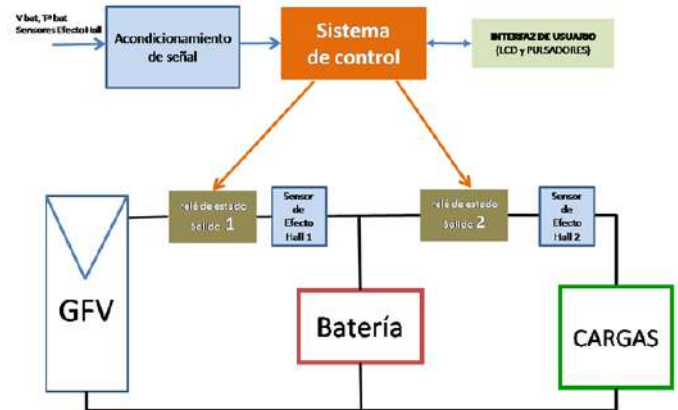 V bat, Tª bat
Sensores Efecto Hall
Acondicionamiento
de señal
Sistema
de control
INTERFAZ DE USUARIO
(LCD y PULSADORES)
relé de estado
Solido 1
Sensor
de
Efecto
Hall 1
relé de estado
Solido 2
Sensor
de
Efecto
Hall 2
GFV
Batería
CARGAS